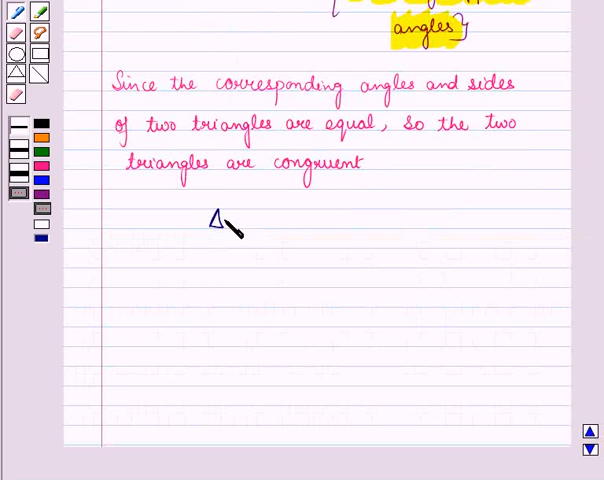 angles}
Since the corresponding angles and sides
of two triangles are equal, so the two
triangles are congruent
Δ